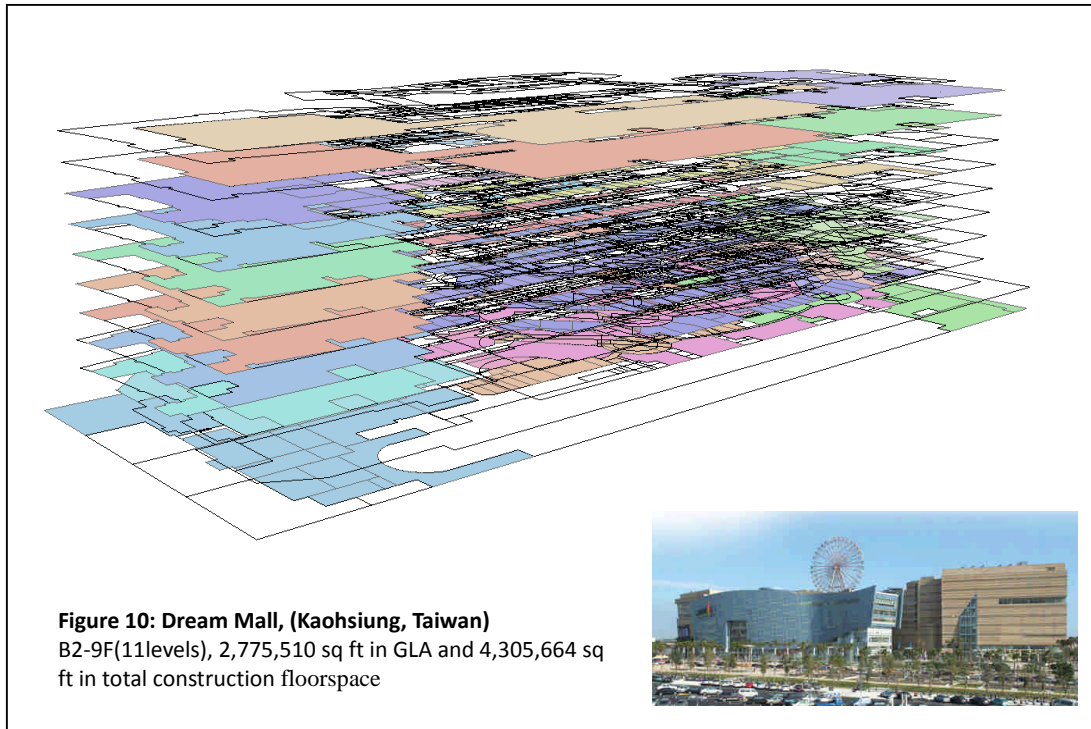 Figure 10: Dream Mall, (Kaohsiung, Taiwan)
B2-9F(11levels), 2,775,510 sq ft in GLA and 4,305,664 sq
ft in total construction floorspace